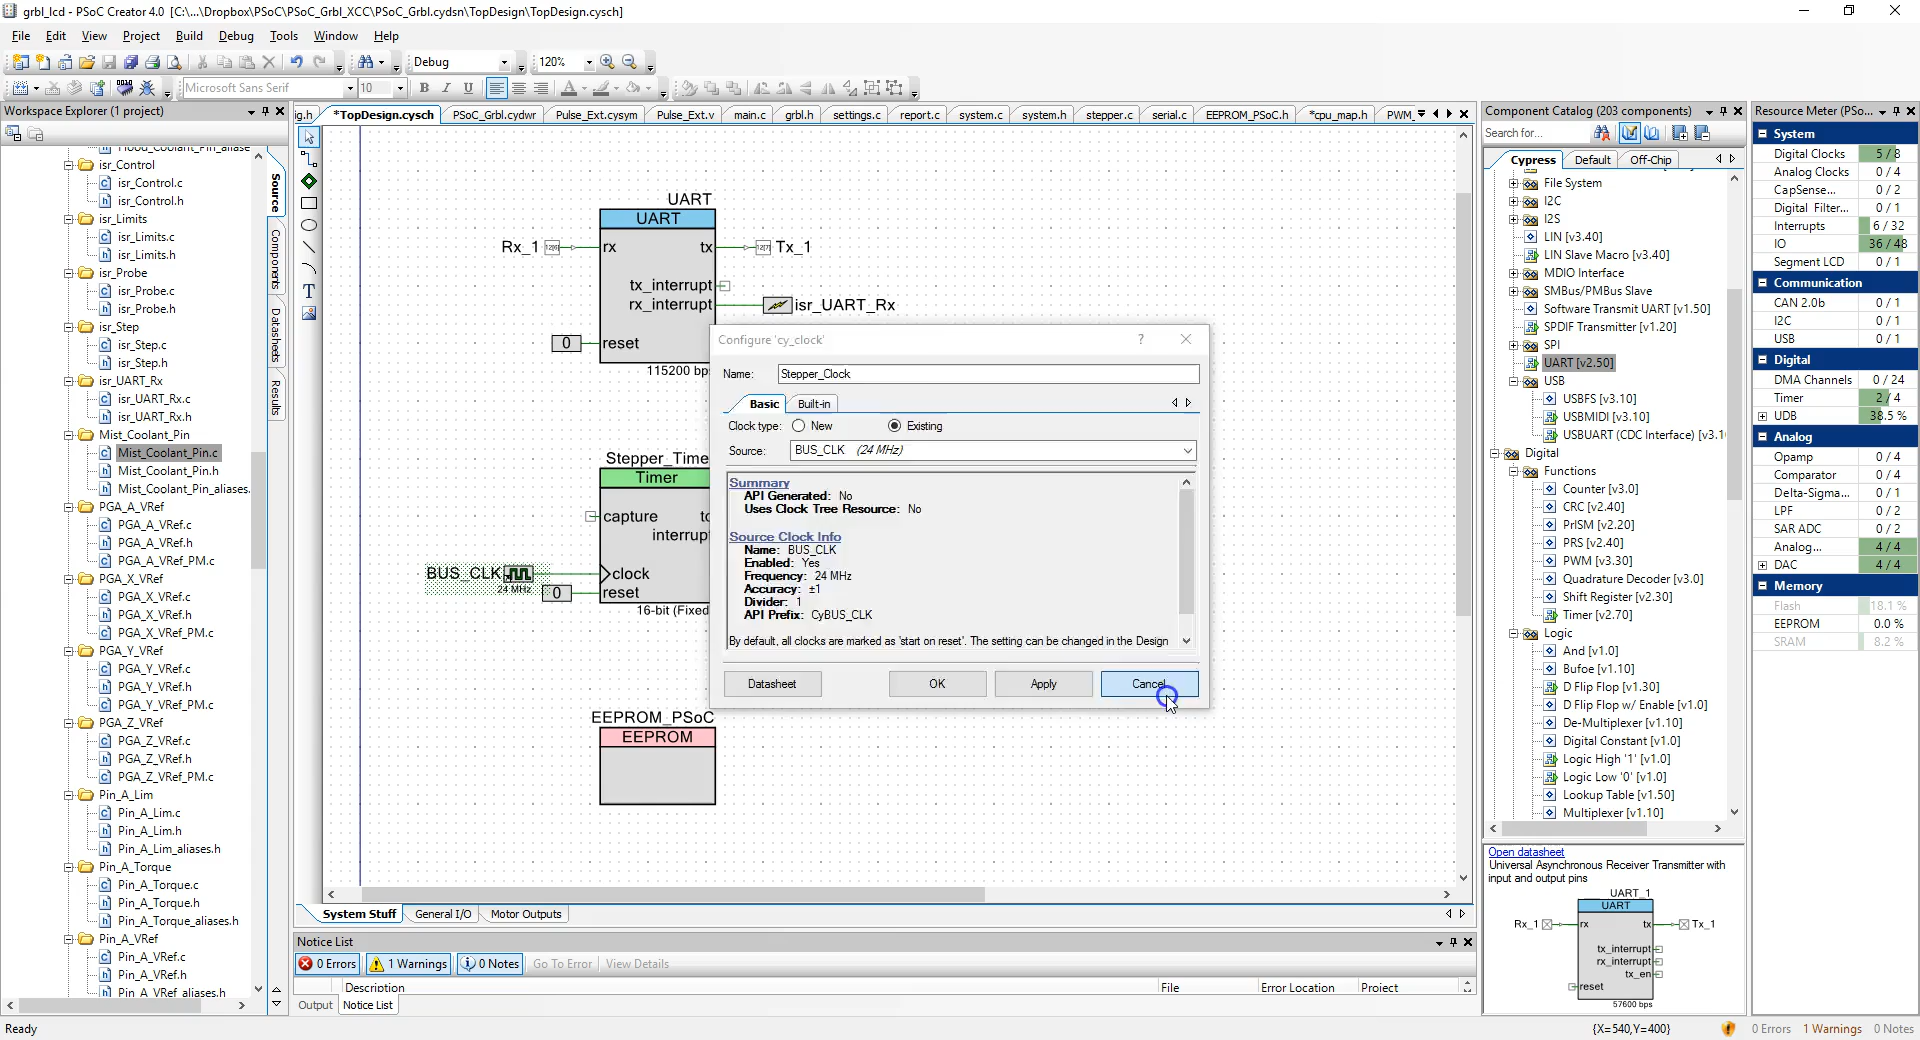 grbl_lcd - PSoC Creator 4.0 [C:\...\Dropbox\PSoC\PSoC_Grbl_XCC\PSoC_Grbl.cydsn\TopDesign\TopDesign.cysch]
File Edit View Project Build Debug Tools Window Help
Debug 120%
Microsoft Sans Serif 10 B I U
Workspace Explorer (1 project)
isr_Control
isr_Control.c
isr_Control.h
isr_Limits
isr_Limits.c
isr_Limits.h
isr_Probe
isr_Probe.c
isr_Probe.h
isr_Step
isr_Step.c
isr_Step.h
isr_UART_Rx
isr_UART_Rx.c
isr_UART_Rx.h
Mist_Coolant_Pin
Mist_Coolant_Pin.c
Mist_Coolant_Pin.h
Mist_Coolant_Pin_aliases.
PGA_A_VRef
PGA_A_VRef.c
PGA_A_VRef.h
PGA_A_VRef_PM.c
PGA_X_VRef
PGA_X_VRef.c
PGA_X_VRef.h
PGA_X_VRef_PM.c
PGA_Y_VRef
PGA_Y_VRef.c
PGA_Y_VRef.h
PGA_Y_VRef_PM.c
PGA_Z_VRef
PGA_Z_VRef.c
PGA_Z_VRef.h
PGA_Z_VRef_PM.c
Pin_A_Lim
Pin_A_Lim.c
Pin_A_Lim.h
Pin_A_Lim_aliases.h
Pin_A_Torque
Pin_A_Torque.c
Pin_A_Torque.h
Pin_A_Torque_aliases.h
Pin_A_VRef
Pin_A_VRef.c
Pin_A_VRef.h
Pin_A_VRef_aliases.h
Source
Components
Datasheets
Results
ig.h *TopDesign.cysch PSoC_Grbl.cydwr Pulse_Ext.cysym Pulse_Ext.v main.c grbl.h settings.c report.c system.c system.h stepper.c serial.c EEPROM_PSoC.h *cpu_map.h PWM_
T
UART
UART
Rx_1 rx tx Tx_1
tx_interrupt
rx_interrupt isr_UART_Rx
0 reset
115200 bp
Stepper_Time
Timer
capture tc
interrup
BUS_CLK clock
24 MHz 0 reset
16-bit (Fixed
EEPROM_PSoC
EEPROM
Configure 'cy_clock' ?
Name: Stepper_Clock
Basic Built-in
Clock type: New Existing
Source: BUS_CLK (24 MHz)
Summary
API Generated: No
Uses Clock Tree Resource: No
Source Clock Info
Name: BUS_CLK
Enabled: Yes
Frequency: 24 MHz
Accuracy: ±1
Divider: 1
API Prefix: CyBUS_CLK
By default, all clocks are marked as 'start on reset'. The setting can be changed in the Design
Datasheet OK Apply Cancel
System Stuff General I/O Motor Outputs
Notice List
0 Errors 1 Warnings 0 Notes Go To Error View Details
Description File Error Location Project
Output Notice List
Component Catalog (203 components)
Search for...
Cypress Default Off-Chip
File System
I2C
I2S
LIN [v3.40]
LIN Slave Macro [v3.40]
MDIO Interface
SMBus/PMBus Slave
Software Transmit UART [v1.50]
SPDIF Transmitter [v1.20]
SPI
UART [v2.50]
USB
USBFS [v3.10]
USBMIDI [v3.10]
USBUART (CDC Interface) [v3.1
Digital
Functions
Counter [v3.0]
CRC [v2.40]
PrISM [v2.20]
PRS [v2.40]
PWM [v3.30]
Quadrature Decoder [v3.0]
Shift Register [v2.30]
Timer [v2.70]
Logic
And [v1.0]
Bufoe [v1.10]
D Flip Flop [v1.30]
D Flip Flop w/ Enable [v1.0]
De-Multiplexer [v1.10]
Digital Constant [v1.0]
Logic High '1' [v1.0]
Logic Low '0' [v1.0]
Lookup Table [v1.50]
Multiplexer [v1.10]
Open datasheet
Universal Asynchronous Receiver Transmitter with
input and output pins
UART_1
UART
Rx_1 rx tx Tx_1
tx_interrupt
rx_interrupt
tx_en
reset
57600 bps
Resource Meter (PSo...
System
Digital Clocks 5 / 8
Analog Clocks 0 / 4
CapSense... 0 / 2
Digital Filter... 0 / 1
Interrupts 6 / 32
IO 36 / 48
Segment LCD 0 / 1
Communication
CAN 2.0b 0 / 1
I2C 0 / 1
USB 0 / 1
Digital
DMA Channels 0 / 24
Timer 2 / 4
UDB 38.5 %
Analog
Opamp 0 / 4
Comparator 0 / 4
Delta-Sigma... 0 / 1
LPF 0 / 2
SAR ADC 0 / 2
Analog... 4 / 4
DAC 4 / 4
Memory
Flash 18.1 %
EEPROM 0.0 %
SRAM 8.2 %
Ready {X=540,Y=400} 0 Errors 1 Warnings 0 Notes